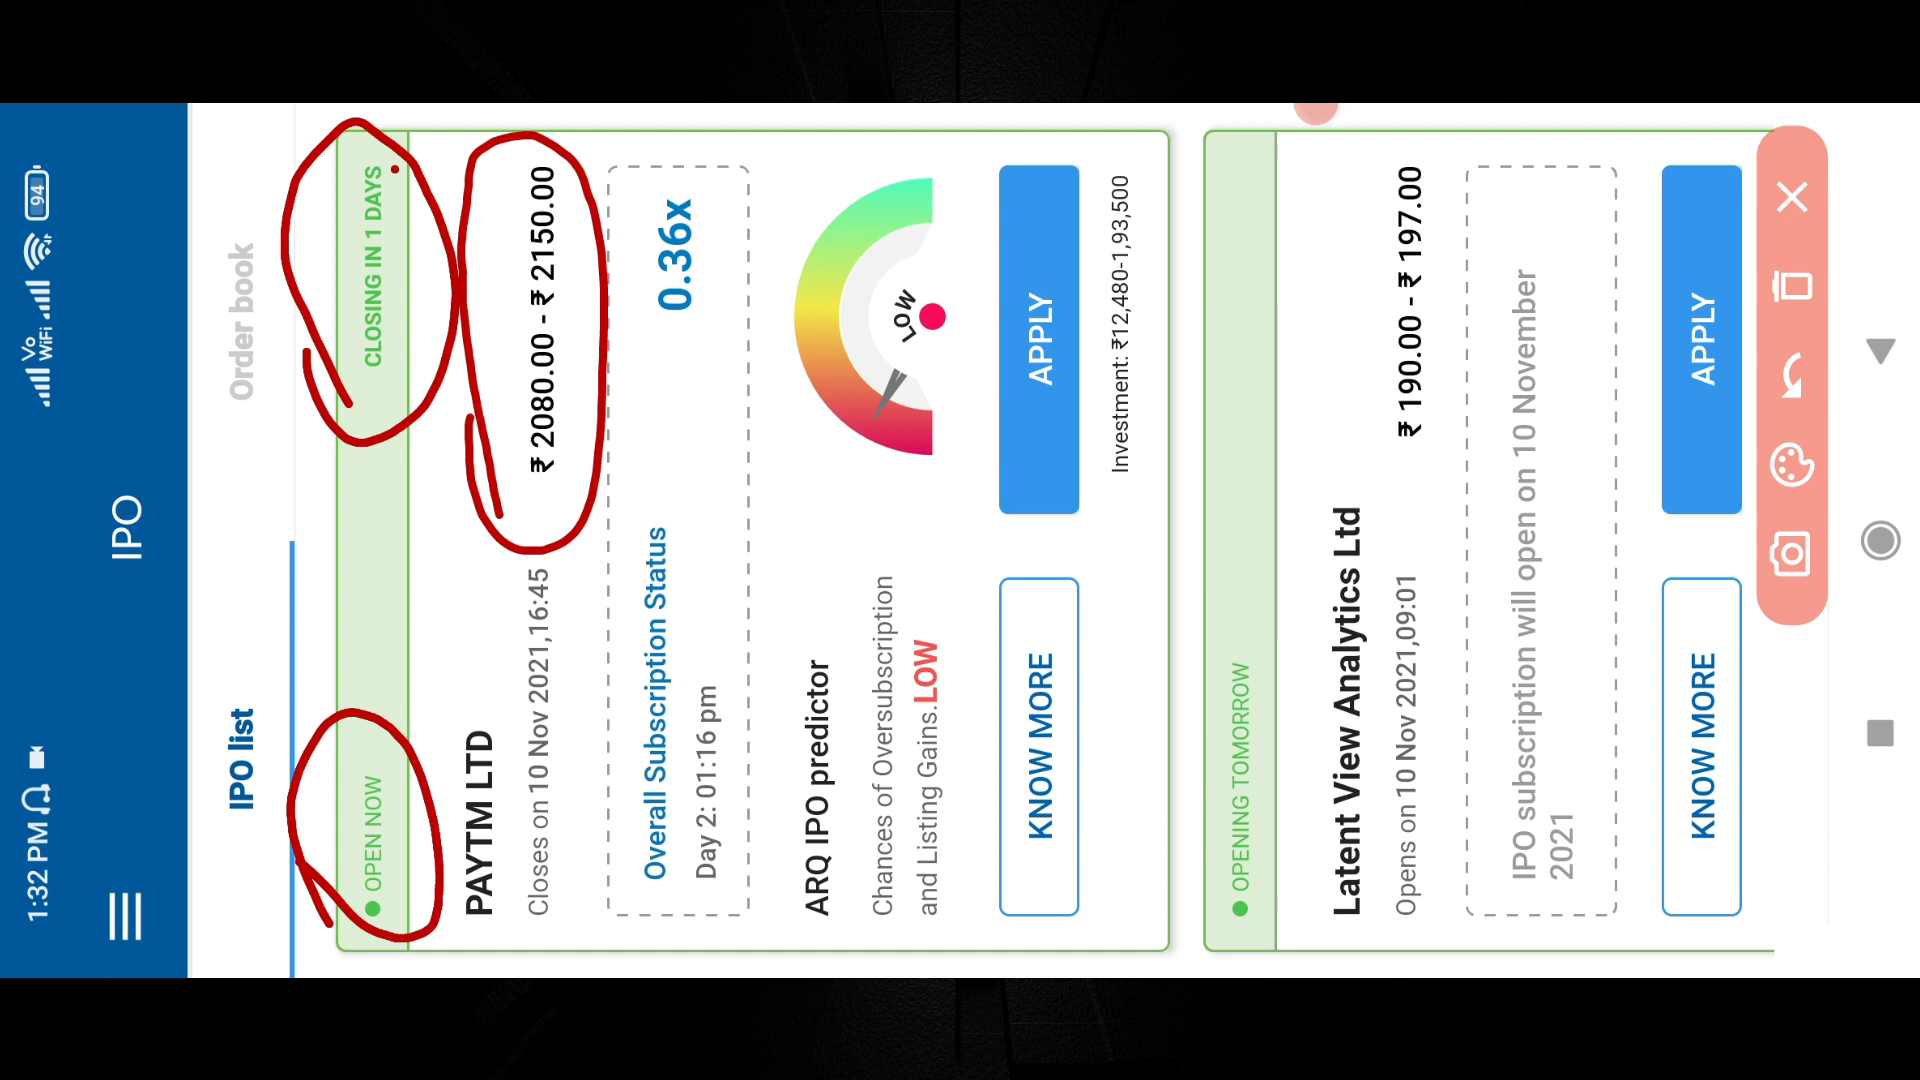 1:32 PM
Vo
WiFi
94
IPO
IPO list
Order book
OPEN NOW
CLOSING IN 1 DAYS
PAYTM LTD
Closes on 10 Nov 2021,16:45
₹ 2080.00 - ₹ 2150.00
Overall Subscription Status
Day 2: 01:16 pm
0.36x
ARQ IPO predictor
Chances of Oversubscription
and Listing Gains.LOW
LOW
KNOW MORE
APPLY
Investment: ₹12,480-1,93,500
OPENING TOMORROW
Latent View Analytics Ltd
Opens on 10 Nov 2021,09:01
₹ 190.00 - ₹ 197.00
IPO subscription will open on 10 November
2021
KNOW MORE
APPLY